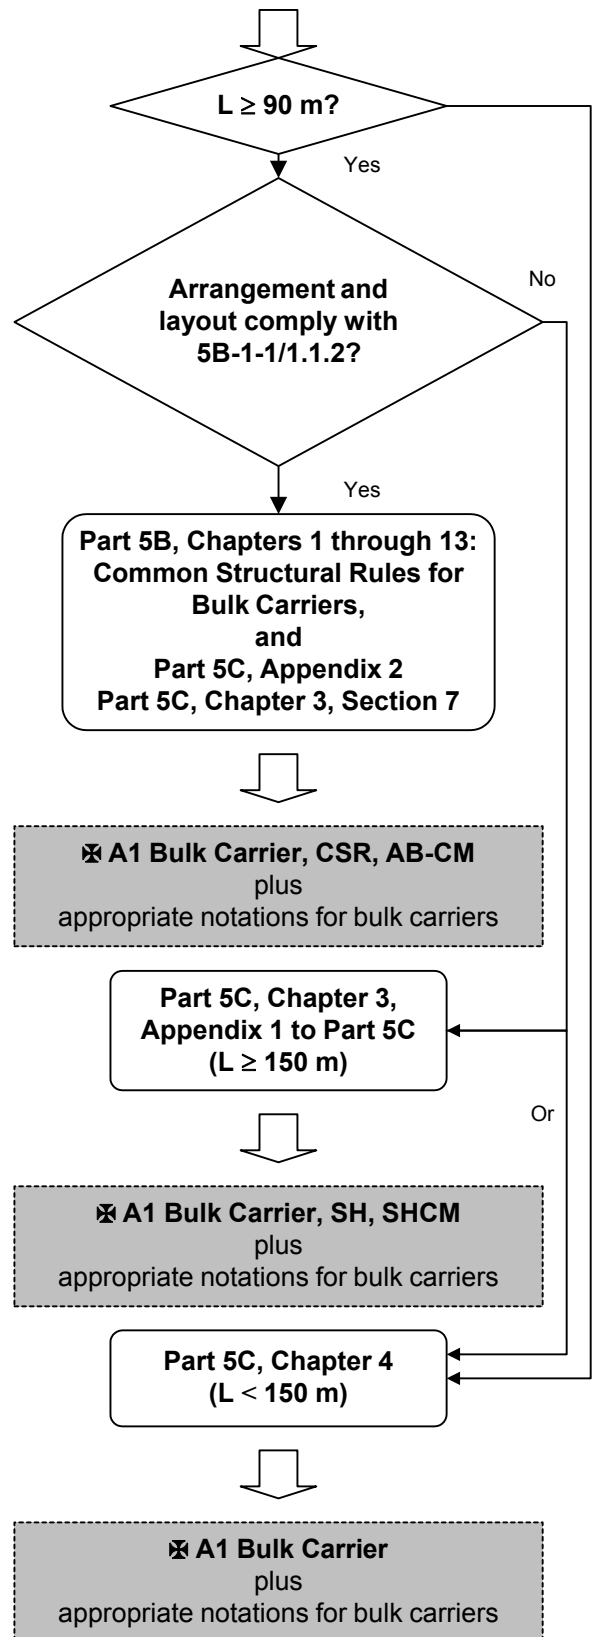 L ≥ 90 m?
Yes
No
Arrangement and
layout comply with
5B-1-1/1.1.2?
Yes
Part 5B, Chapters 1 through 13:
Common Structural Rules for
Bulk Carriers,
and
Part 5C, Appendix 2
Part 5C, Chapter 3, Section 7
✠ A1 Bulk Carrier, CSR, AB-CM
plus
appropriate notations for bulk carriers
Part 5C, Chapter 3,
Appendix 1 to Part 5C
(L ≥ 150 m)
Or
✠ A1 Bulk Carrier, SH, SHCM
plus
appropriate notations for bulk carriers
Part 5C, Chapter 4
(L < 150 m)
✠ A1 Bulk Carrier
plus
appropriate notations for bulk carriers